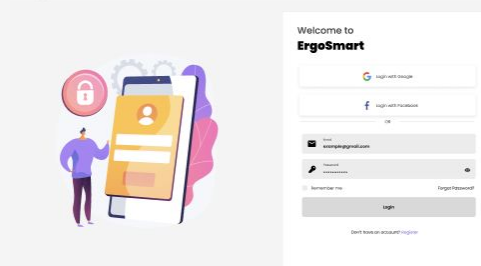 Welcome to
ErgoSmart
Login with Google
Login with Facebook
OR
Email
example@gmail.com
Password
Remember me
Forgot Password?
Login
Don't have an account? Register